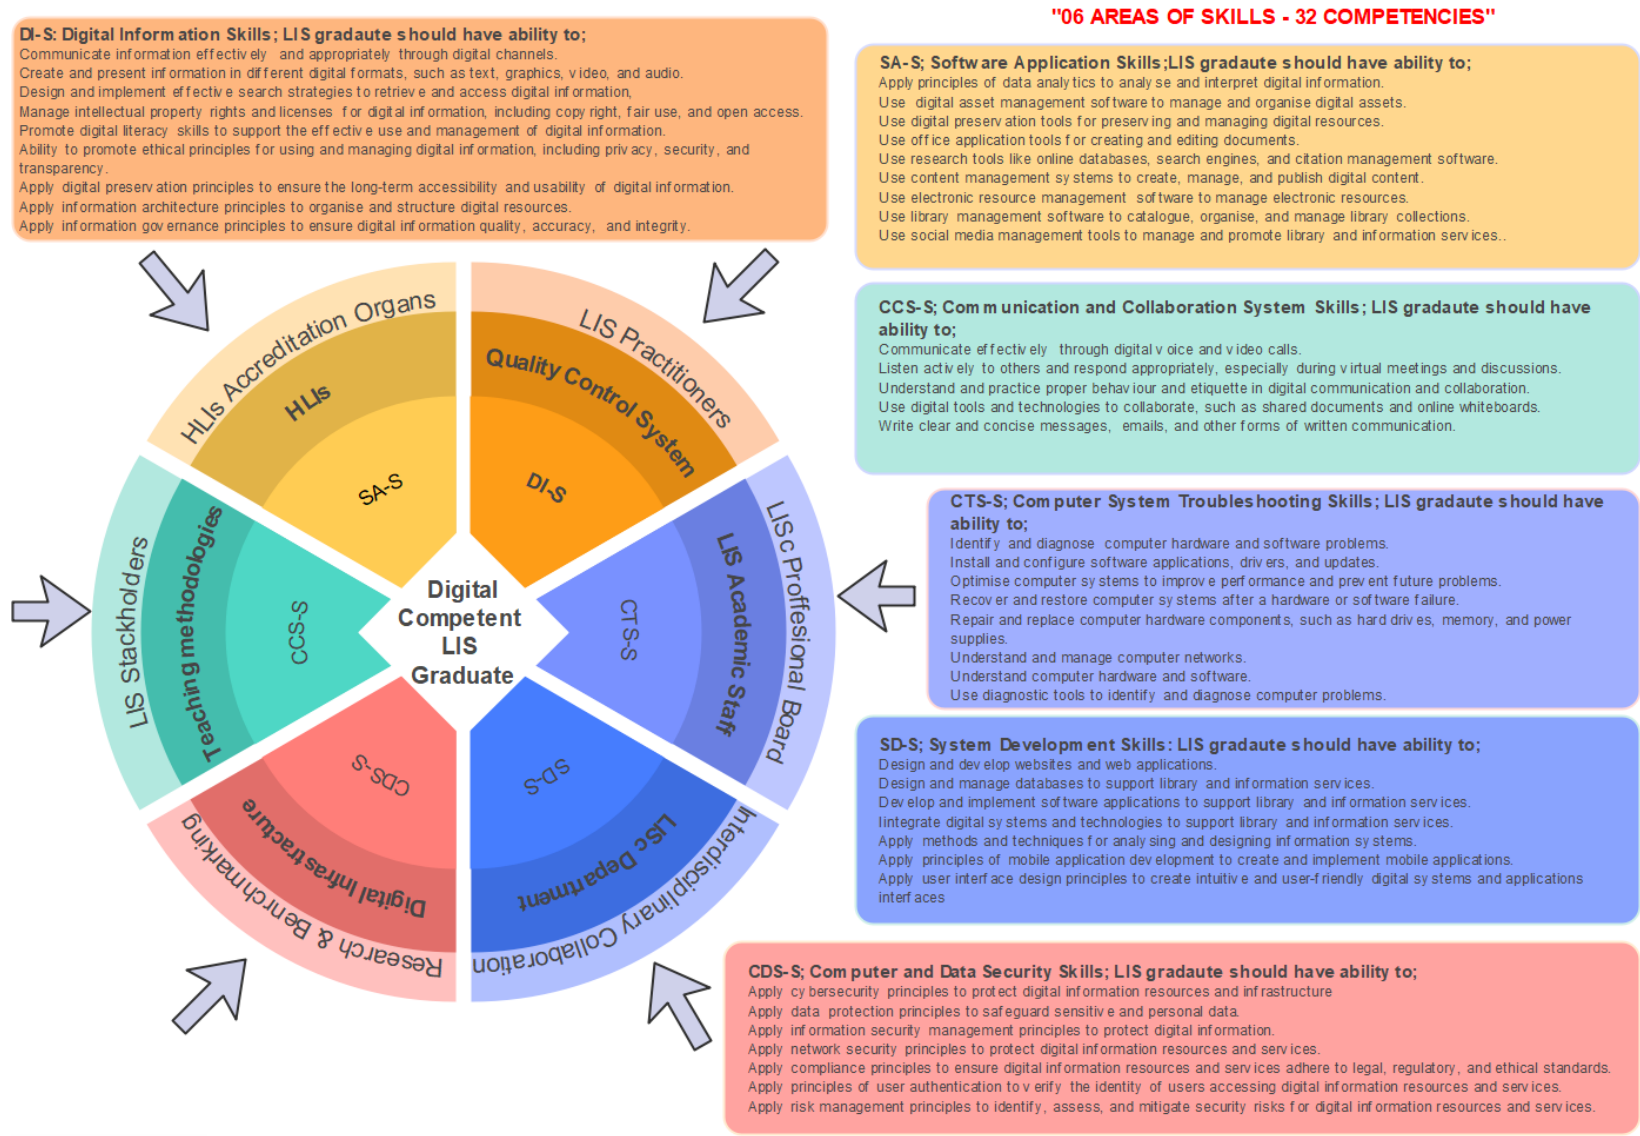 "06 AREAS OF SKILLS - 32 COMPETENCIES"
DI-S: Digital Information Skills; LIS gradaute should have ability to;
Communicate information effectively and appropriately through digital channels.
Create and present information in different digital formats, such as text, graphics, video, and audio.
Design and implement effective search strategies to retrieve and access digital information,
Manage intellectual property rights and licenses for digital information, including copy right, fair use, and open access.
Promote digital literacy skills to support the effective use and management of digital information.
Ability to promote ethical principles for using and managing digital information, including privacy, security, and
transparency.
Apply digital preservation principles to ensure the long-term accessibility and usability of digital information.
Apply information architecture principles to organise and structure digital resources.
Apply information governance principles to ensure digital information quality, accuracy, and integrity.
SA-S; Software Application Skills;LIS gradaute should have ability to;
Apply principles of data analytics to analyse and interpret digital information.
Use digital asset management software to manage and organise digital assets.
Use digital preservation tools for preserving and managing digital resources.
Use office application tools for creating and editing documents.
Use research tools like online databases, search engines, and citation management software.
Use content management systems to create, manage, and publish digital content.
Use electronic resource management software to manage electronic resources.
Use library management software to catalogue, organise, and manage library collections.
Use social media management tools to manage and promote library and information services..
CCS-S; Communication and Collaboration System Skills; LIS gradaute should have
ability to;
Communicate effectively through digital voice and video calls.
Listen actively to others and respond appropriately, especially during virtual meetings and discussions.
Understand and practice proper behaviour and etiquette in digital communication and collaboration.
Use digital tools and technologies to collaborate, such as shared documents and online whiteboards.
Write clear and concise messages, emails, and other forms of written communication.
CTS-S; Computer System Troubleshooting Skills; LIS gradaute should have
ability to;
Identify and diagnose computer hardware and software problems.
Install and configure software applications, drivers, and updates.
Optimise computer systems to improve performance and prevent future problems.
Recover and restore computer systems after a hardware or software failure.
Repair and replace computer hardware components, such as hard drives, memory, and power
supplies.
Understand and manage computer networks.
Understand computer hardware and software.
Use diagnostic tools to identify and diagnose computer problems.
SD-S; System Development Skills: LIS gradaute should have ability to;
Design and develop websites and web applications.
Design and manage databases to support library and information services.
Develop and implement software applications to support library and information services.
Iintegrate digital systems and technologies to support library and information services.
Apply methods and techniques for analysing and designing information systems.
Apply principles of mobile application development to create and implement mobile applications.
Apply user interface design principles to create intuitive and user-friendly digital systems and applications
interfaces
CDS-S; Computer and Data Security Skills; LIS gradaute should have ability to;
Apply cybersecurity principles to protect digital information resources and infrastructure
Apply data protection principles to safeguard sensitive and personal data.
Apply information security management principles to protect digital information.
Apply network security principles to protect digital information resources and services.
Apply compliance principles to ensure digital information resources and services adhere to legal, regulatory, and ethical standards.
Apply principles of user authentication to verify the identity of users accessing digital information resources and services.
Apply risk management principles to identify, assess, and mitigate security risks for digital information resources and services.
HLIs Accreditation Organs
HLIs
SA-S
LIS Practitioners
Quality Control System
DI-S
LISc Proffesional Board
LIS Academic Staff
CTS-S
Interdisciplinary Collaboration
LISc Department
SD-S
Research & Benrchmarking
Digital Infrastracture
CDS-S
LIS Stackholders
Teaching methodologies
CCS-S
Digital
Competent
LIS
Graduate